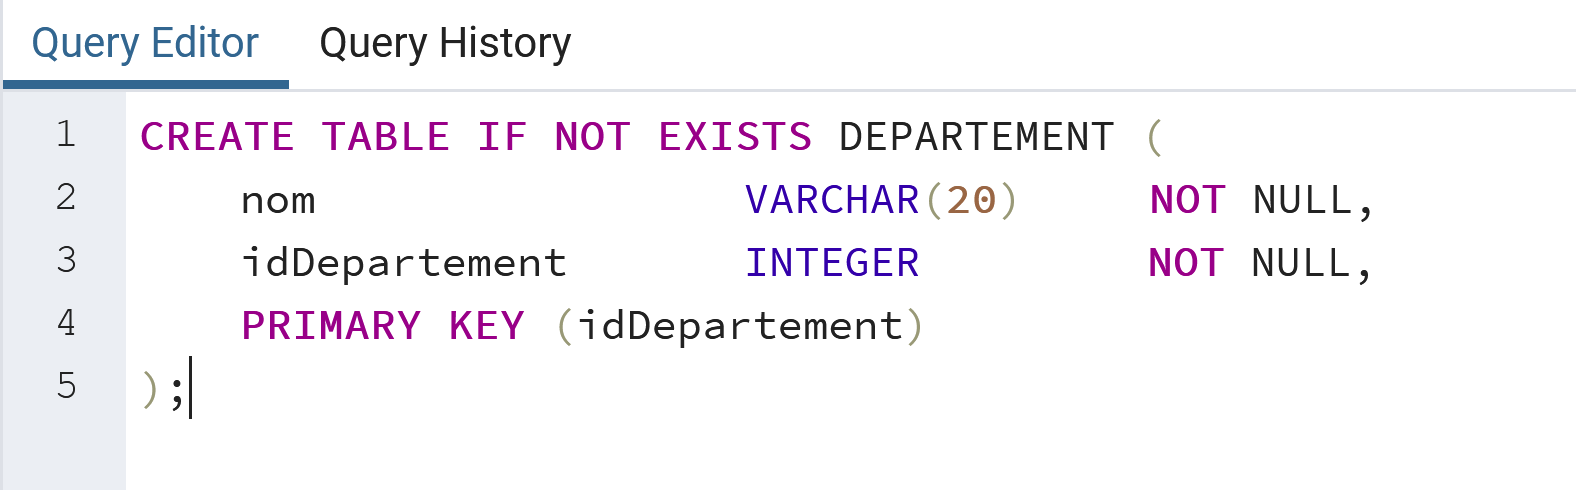 Query Editor Query History
1 CREATE TABLE IF NOT EXISTS DEPARTEMENT (
2 nom VARCHAR(20) NOT NULL,
3 idDepartement INTEGER NOT NULL,
4 PRIMARY KEY (idDepartement)
5 );